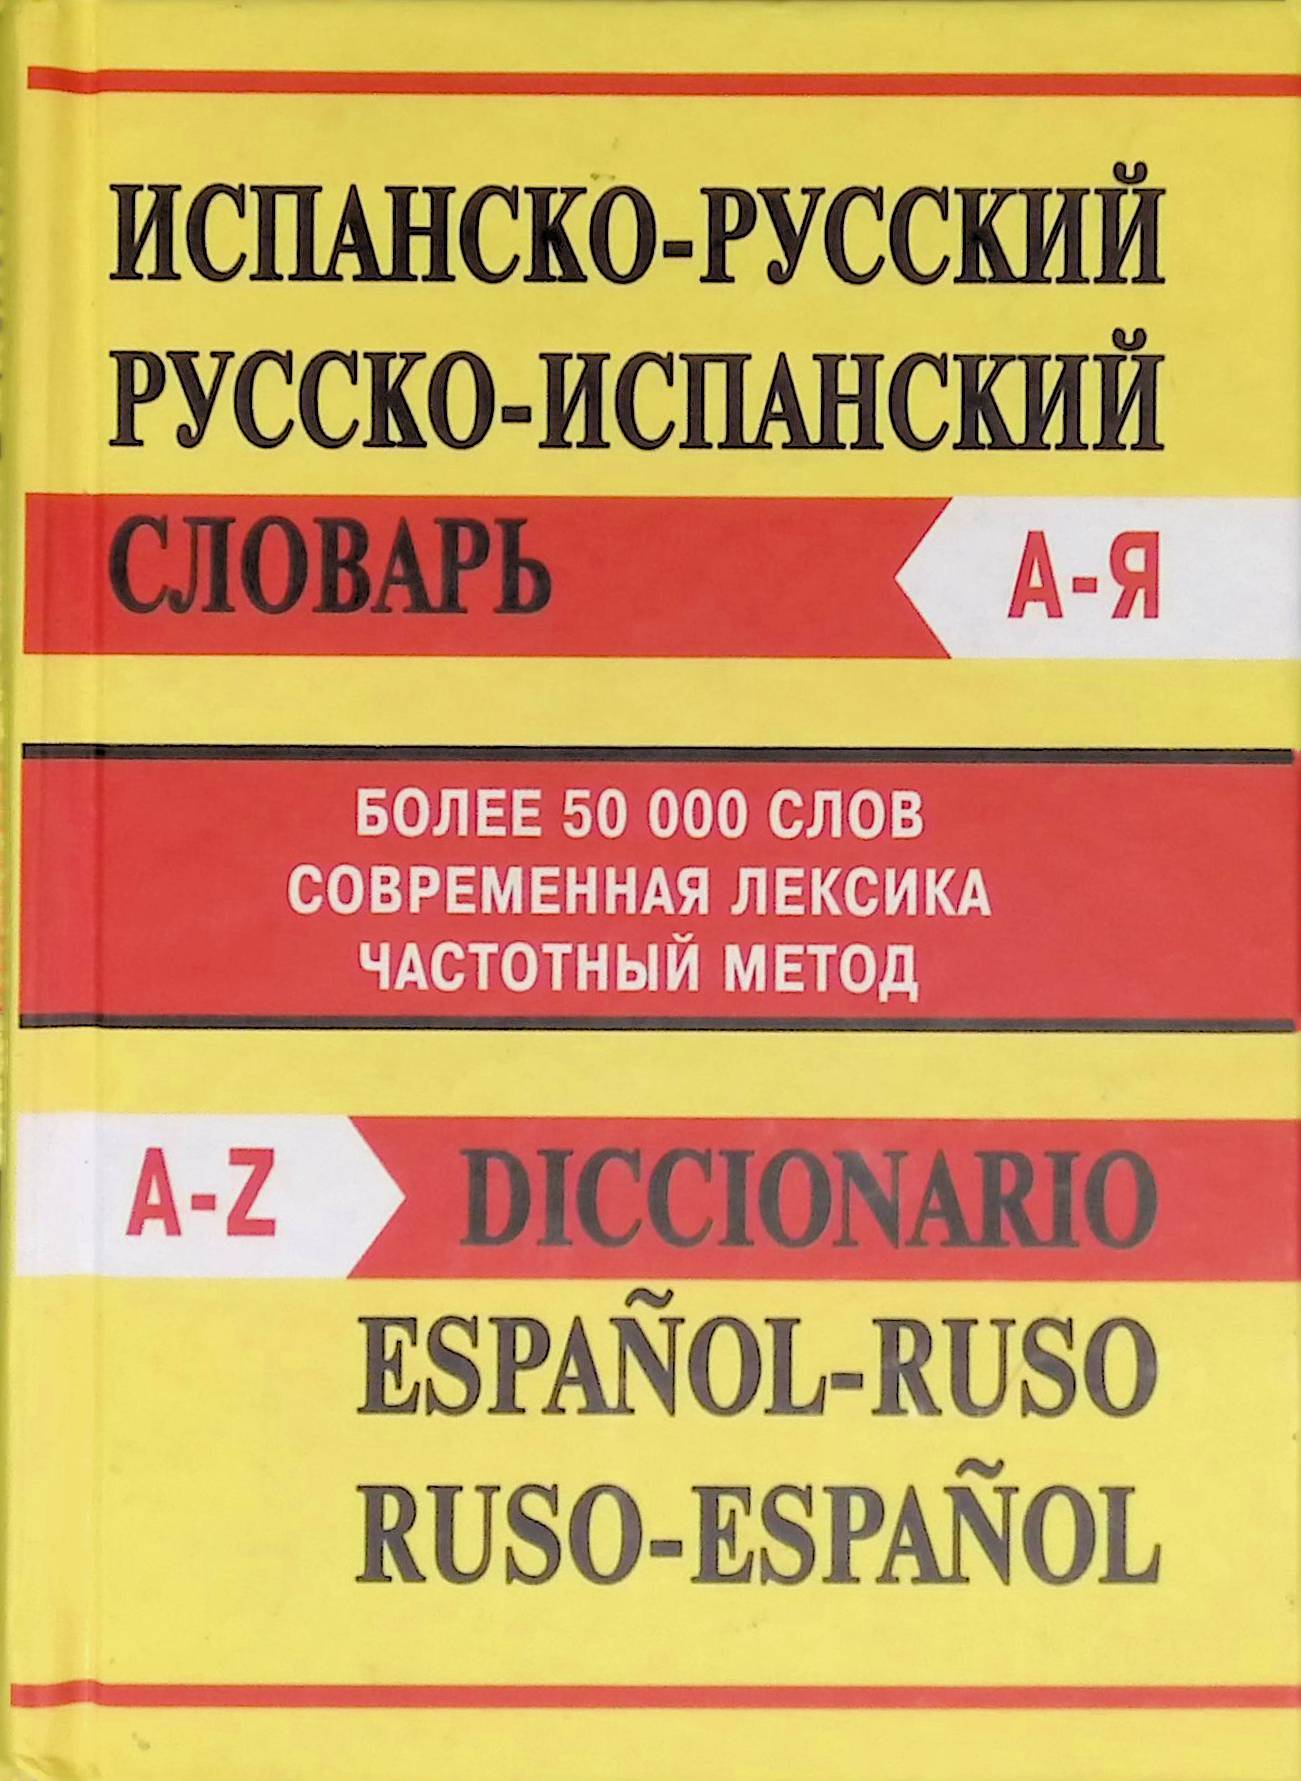 ИСПАНСКО-РУССКИЙ
РУССКО-ИСПАНСКИЙ
СЛОВАРЬ
А-Я
БОЛЕЕ 50 000 СЛОВ
СОВРЕМЕННАЯ ЛЕКСИКА
ЧАСТОТНЫЙ МЕТОД
A-Z
DICCIONARIO
ESPAÑOL-RUSO
RUSO-ESPAÑOL